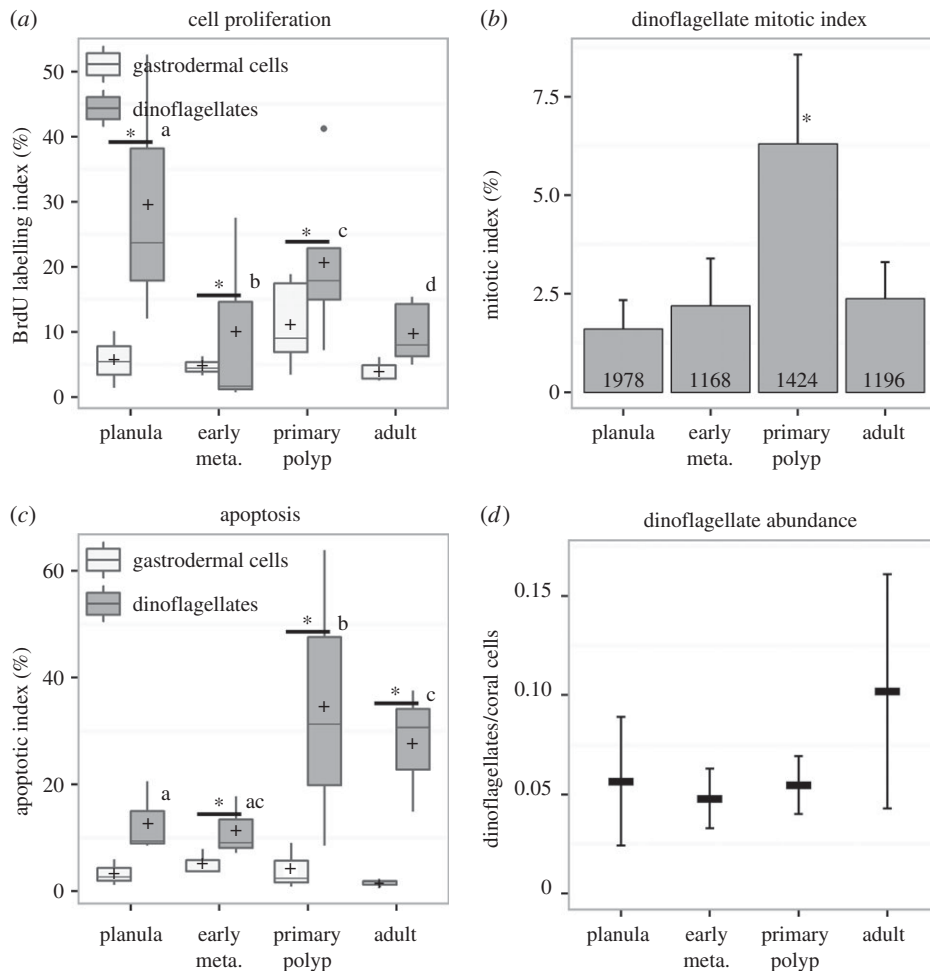 (a) cell proliferation
50
40
30
20
10
0
BrdU labelling index (%)
gastrodermal cells
dinoflagellates
* a
* b
* c
d
planula early meta. primary polyp adult
(b) dinoflagellate mitotic index
7.5
5.0
2.5
0
mitotic index (%)
*
1978 1168 1424 1196
planula early meta. primary polyp adult
(c) apoptosis
60
40
20
0
apoptotic index (%)
gastrodermal cells
dinoflagellates
a
* ac
* b
* c
planula early meta. primary polyp adult
(d) dinoflagellate abundance
0.15
0.10
0.05
0
dinoflagellates/coral cells
planula early meta. primary polyp adult